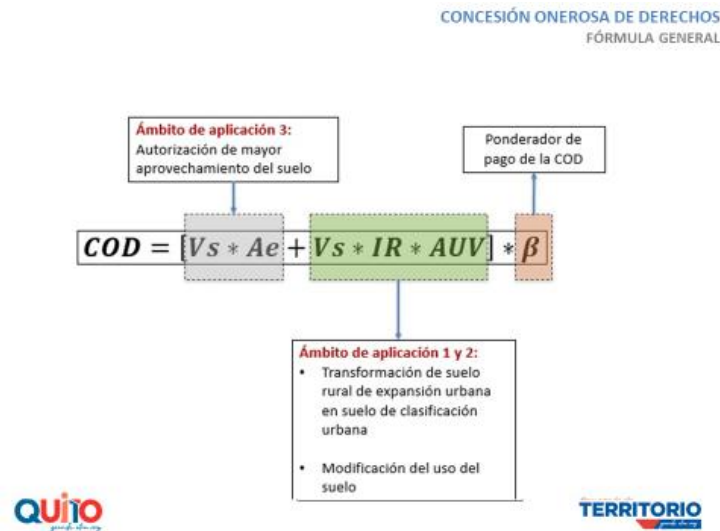 CONCESIÓN ONEROSA DE DERECHOS
FÓRMULA GENERAL
Ámbito de aplicación 3:
Autorización de mayor
aprovechamiento del suelo
Ponderador de
pago de la COD
COD = [Vs * Ae + Vs * IR * AUV] * β
Ámbito de aplicación 1 y 2:
• Transformación de suelo
rural de expansión urbana
en suelo de clasificación
urbana
• Modificación del uso del
suelo
QUITO
TERRITORIO